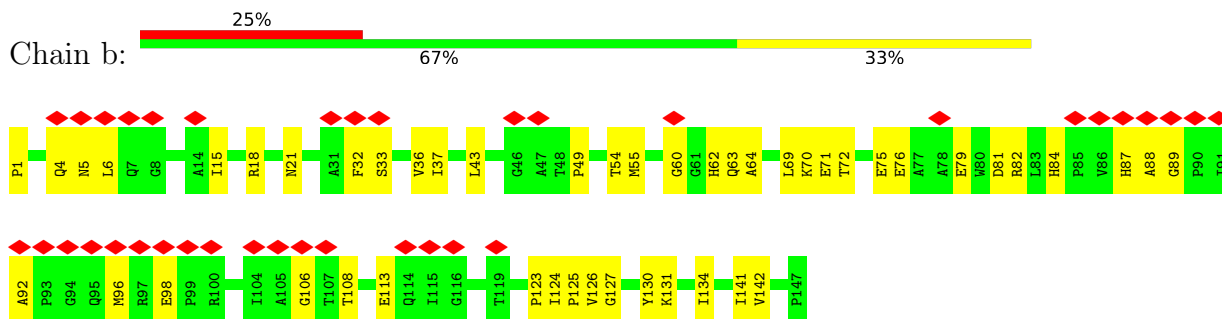 25%
Chain b:
67% 33%
P1 Q4 N5 L6 Q7 G8 A14 I15 R18 N21 A31 F32 S33 V36 I37 L43 G46 A47 T48 P49 T54 M55 G60 G61 H62 Q63 A64 L69 K70 E71 T72 E75 E76 A77 A78 E79 W80 D81 R82 L83 H84 P85 V86 H87 A88 G89 P90 I91
A92 P93 G94 Q95 M96 R97 E98 P99 R100 I104 A105 G106 T107 T108 E113 Q114 I115 G116 T119 P123 I124 P125 V126 G127 Y130 K131 I134 I141 V142 P147